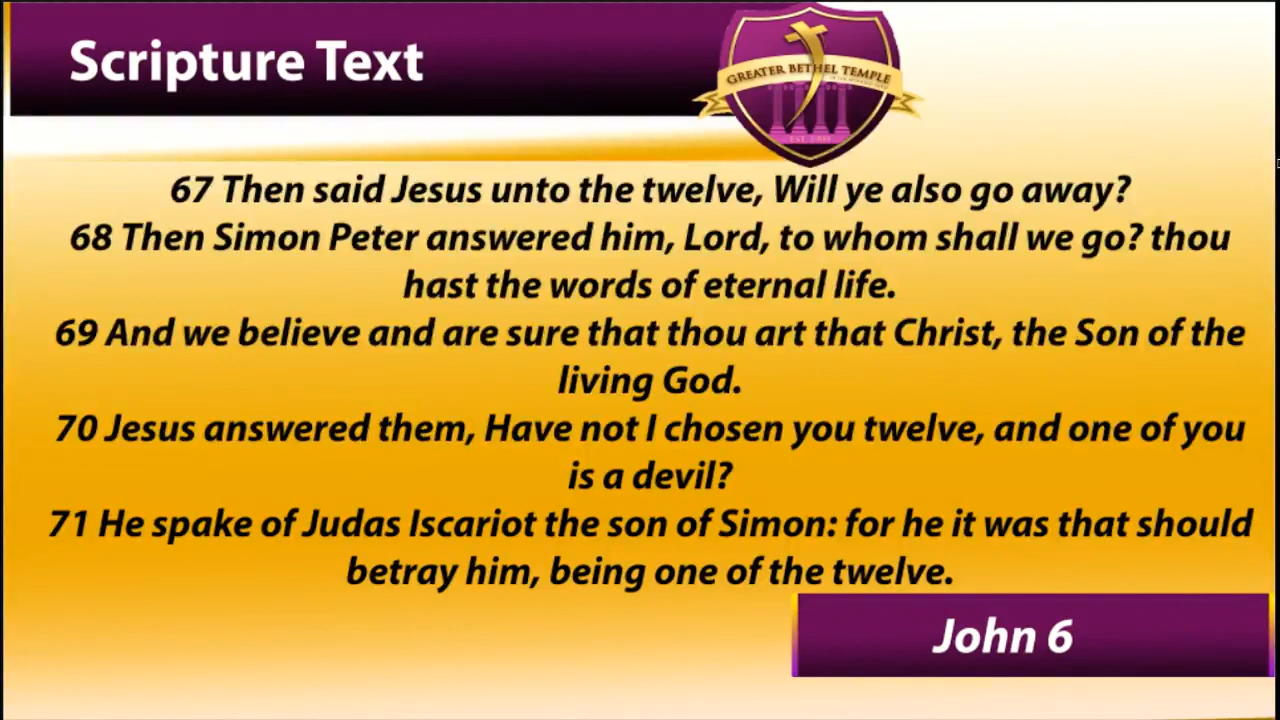 Scripture Text
GREATER BETHEL TEMPLE
67 Then said Jesus unto the twelve, Will ye also go away?
68 Then Simon Peter answered him, Lord, to whom shall we go? thou
hast the words of eternal life.
69 And we believe and are sure that thou art that Christ, the Son of the
living God.
70 Jesus answered them, Have not I chosen you twelve, and one of you
is a devil?
71 He spake of Judas Iscariot the son of Simon: for he it was that should
betray him, being one of the twelve.
John 6